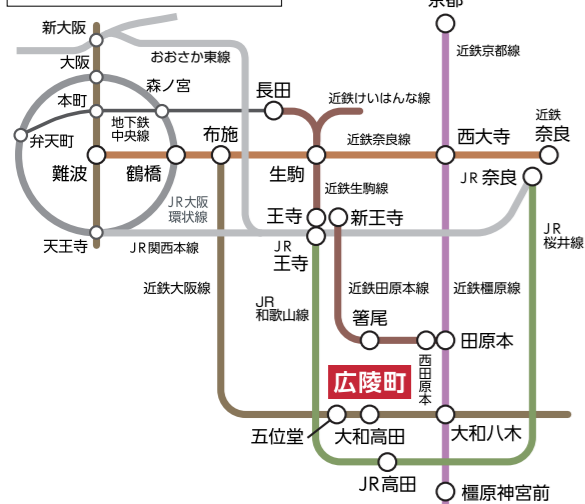 京都
新大阪
おおさか東線
近鉄京都線
大阪
森ノ宮
長田
近鉄けいはんな線
本町
地下鉄
中央線
弁天町
布施
近鉄奈良線
西大寺
近鉄
奈良
難波
鶴橋
生駒
JR奈良
近鉄生駒線
JR大阪
環状線
王寺
新王寺
天王寺
JR関西本線
JR
王寺
JR
桜井線
近鉄大阪線
JR
和歌山線
近鉄田原本線
近鉄橿原線
箸尾
田原本
西田原本
広陵町
五位堂
大和高田
大和八木
JR高田
橿原神宮前